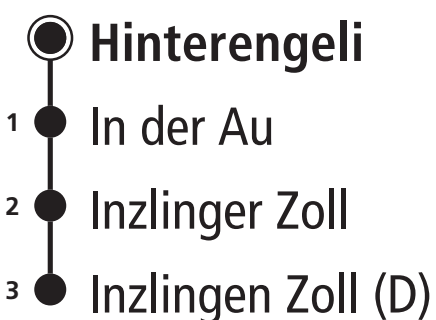 Hinterengeli
1 In der Au
2 Inzlinger Zoll
3 Inzlingen Zoll (D)